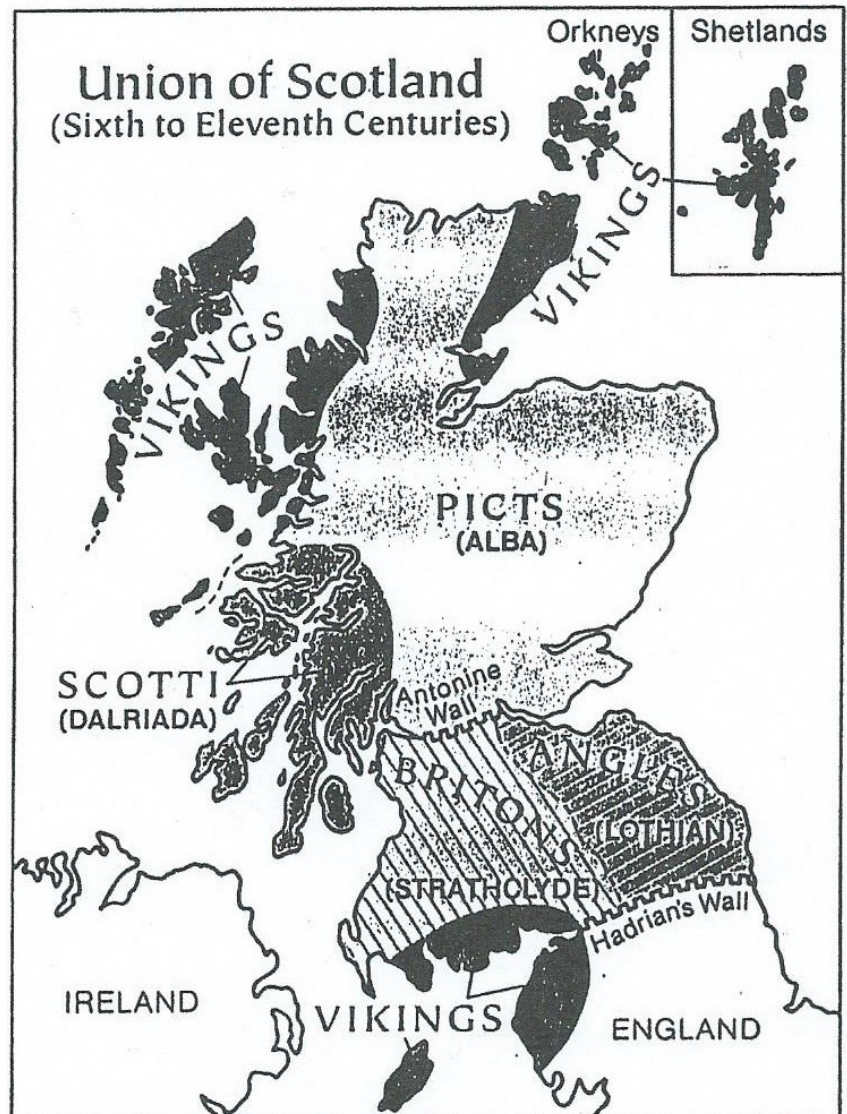 Union of Scotland
(Sixth to Eleventh Centuries)
Orkneys
Shetlands
VIKINGS
VIKINGS
PICTS
(ALBA)
SCOTTI
(DALRIADA)
Antonine
Wall
BRITONS
(STRATHCLYDE)
ANGLES
(LOTHIAN)
Hadrian's Wall
IRELAND
VIKINGS
ENGLAND